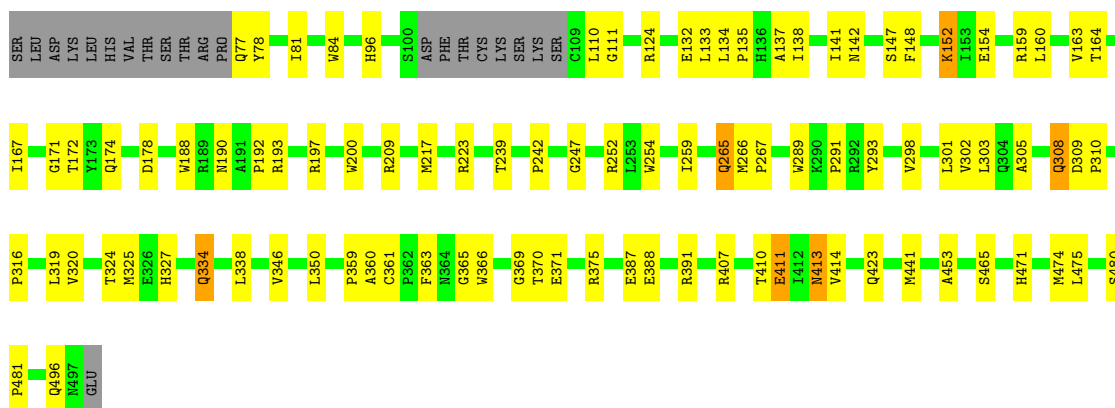 SER LEU ASP LYS LEU HIS VAL THR SER THR ARG PRO Q77 Y78 I81 W84 H96 S100 ASP PHE THR CYS LYS SER LYS SER C109 L110 G111 R124 E132 L133 L134 P135 H136 A137 I138 I141 N142 S147 F148 K152 I153 E154 R159 L160 V163 T164
I167 G171 T172 Y173 Q174 D178 W188 R189 N190 A191 P192 R193 R197 W200 R209 M217 R223 T239 P242 G247 R252 L253 W254 I259 Q265 M266 P267 W289 K290 P291 R292 Y293 V298 L301 V302 L303 Q304 A305 Q308 D309 P310
P316 L319 V320 T324 M325 E326 H327 Q334 L338 V346 L350 P359 A360 C361 P362 F363 N364 G365 W366 G369 T370 E371 R375 E387 E388 R391 R407 T410 E411 I412 N413 V414 Q423 M441 A453 S465 H471 M474 L475 S480
P481 Q496 N497 GLU